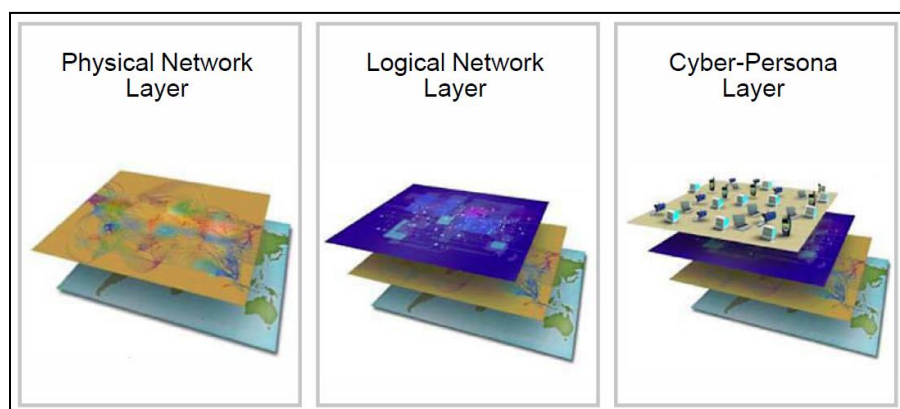 Physical Network
Layer
Logical Network
Layer
Cyber-Persona
Layer